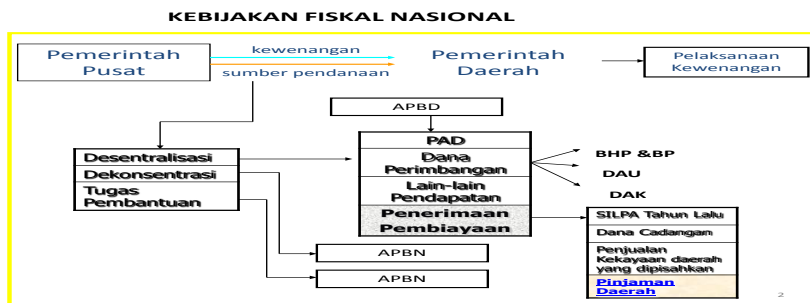 KEBIJAKAN FISKAL NASIONAL
Pemerintah
Pusat
kewenangan
sumber pendanaan
Pemerintah
Daerah
Pelaksanaan
Kewenangan
APBD
Desentralisasi
Dekonsentrasi
Tugas
Pembantuan
PAD
Dana
Perimbangan
Lain-lain
Pendapatan
Penerimaan
Pembiayaan
BHP &BP
DAU
DAK
SILPA Tahun Lalu
Dana Cadangan
Penjualan
Kekayaan daerah
yang dipisahkan
Pinjaman
Daerah
APBN
APBN
2